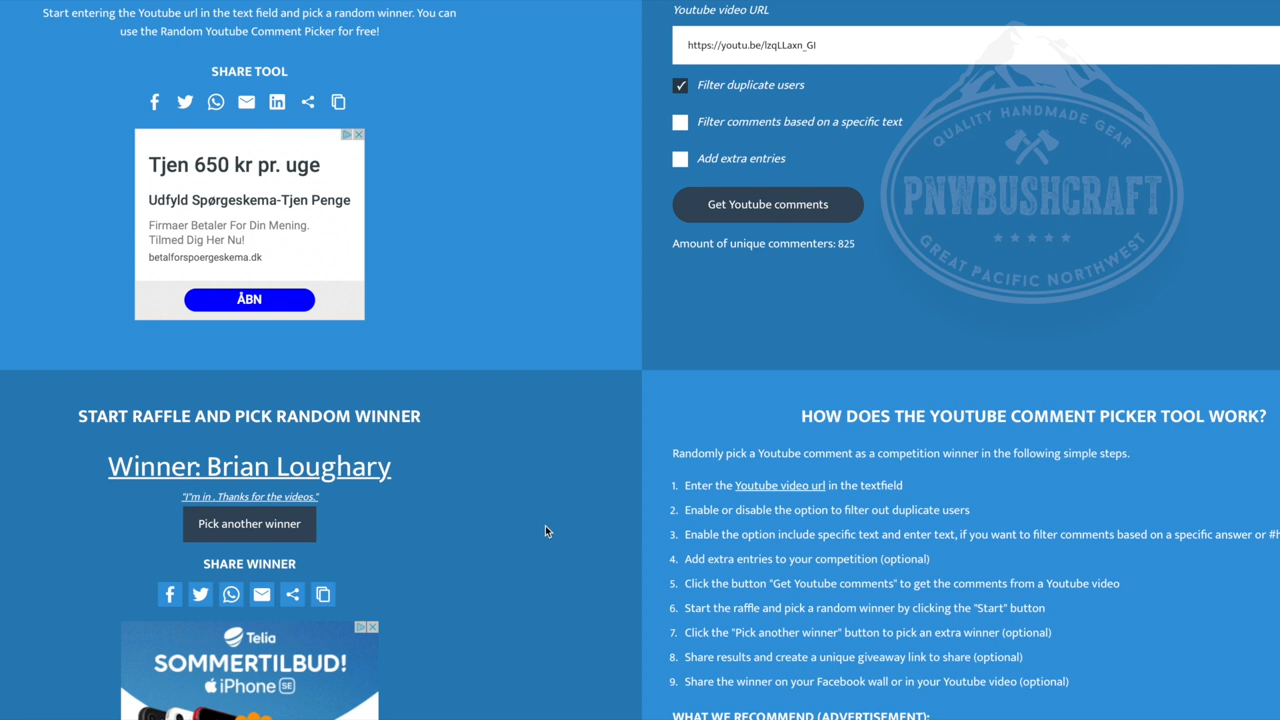 Start entering the Youtube url in the text field and pick a random winner. You can
use the Random Youtube Comment Picker for free!
SHARE TOOL
Tjen 650 kr pr. uge
Udfyld Spørgeskema-Tjen Penge
Firmaer Betaler For Din Mening.
Tilmed Dig Her Nu!
betalforspoergeskema.dk
ÅBN
Youtube video URL
https://youtu.be/lzqLLaxn_GI
Filter duplicate users
Filter comments based on a specific text
Add extra entries
Get Youtube comments
Amount of unique commenters: 825
QUALITY HANDMADE GEAR
PNWBUSHCRAFT
GREAT PACIFIC NORTHWEST
START RAFFLE AND PICK RANDOM WINNER
Winner: Brian Loughary
"I"m in . Thanks for the videos."
Pick another winner
SHARE WINNER
Telia
SOMMERTILBUD!
iPhone SE
HOW DOES THE YOUTUBE COMMENT PICKER TOOL WORK?
Randomly pick a Youtube comment as a competition winner in the following simple steps.
1. Enter the Youtube video url in the textfield
2. Enable or disable the option to filter out duplicate users
3. Enable the option include specific text and enter text, if you want to filter comments based on a specific answer or #h
4. Add extra entries to your competition (optional)
5. Click the button "Get Youtube comments" to get the comments from a Youtube video
6. Start the raffle and pick a random winner by clicking the "Start" button
7. Click the "Pick another winner" button to pick an extra winner (optional)
8. Share results and create a unique giveaway link to share (optional)
9. Share the winner on your Facebook wall or in your Youtube video (optional)
WHAT WE RECOMMEND (ADVERTISEMENT):